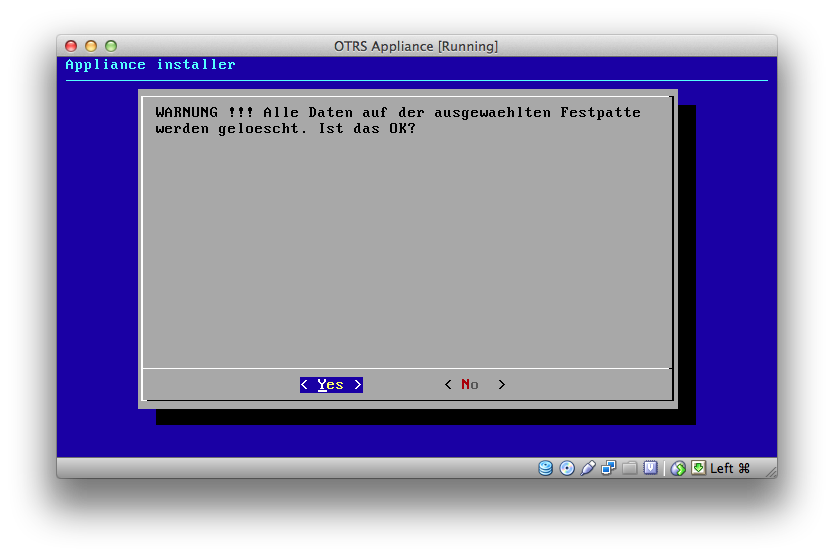 OTRS Appliance [Running]
Appliance installer
WARNUNG !!! Alle Daten auf der ausgewaehlten Festpatte
werden geloescht. Ist das OK?
< Yes > < No >
Left ⌘